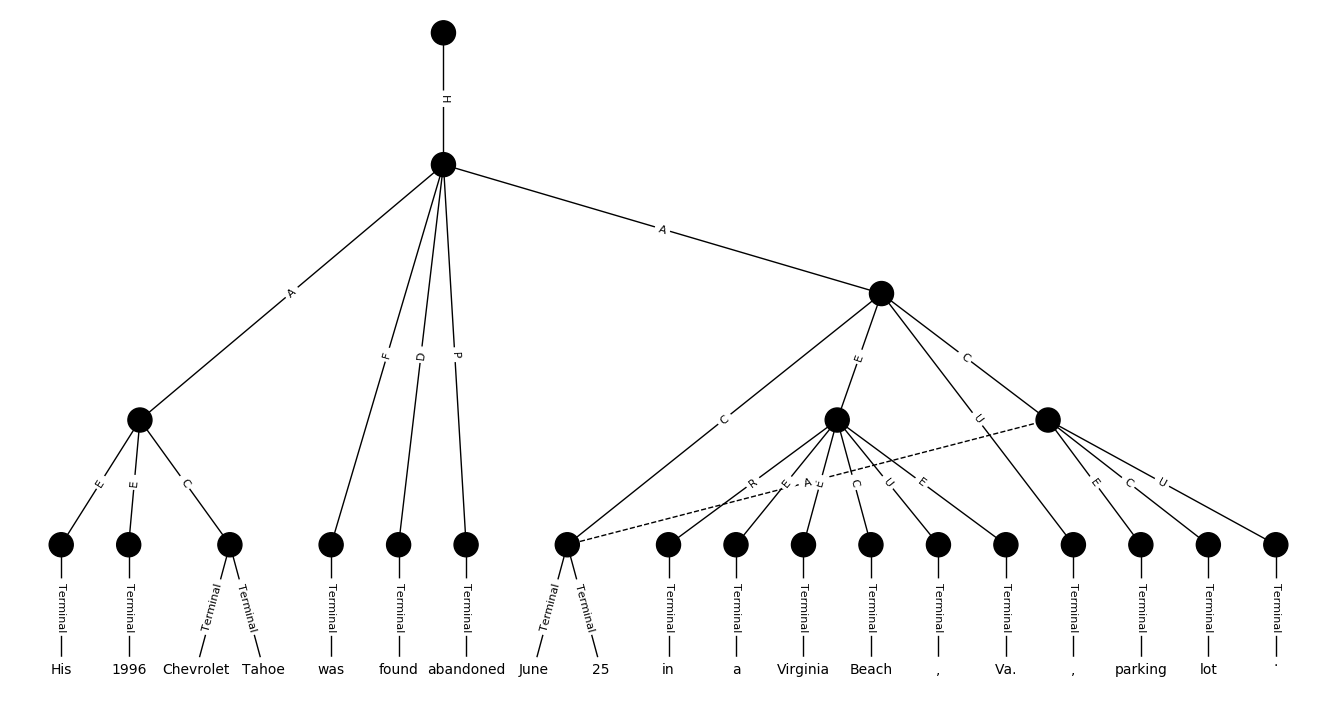 H
A
A
F
D
P
E
C
C
U
E
E
C
R
E
A
E
C
U
E
E
C
U
Terminal Terminal Terminal Terminal Terminal Terminal Terminal Terminal Terminal Terminal Terminal Terminal Terminal Terminal Terminal Terminal Terminal Terminal Terminal
His 1996 Chevrolet Tahoe was found abandoned June 25 in a Virginia Beach , Va. , parking lot .